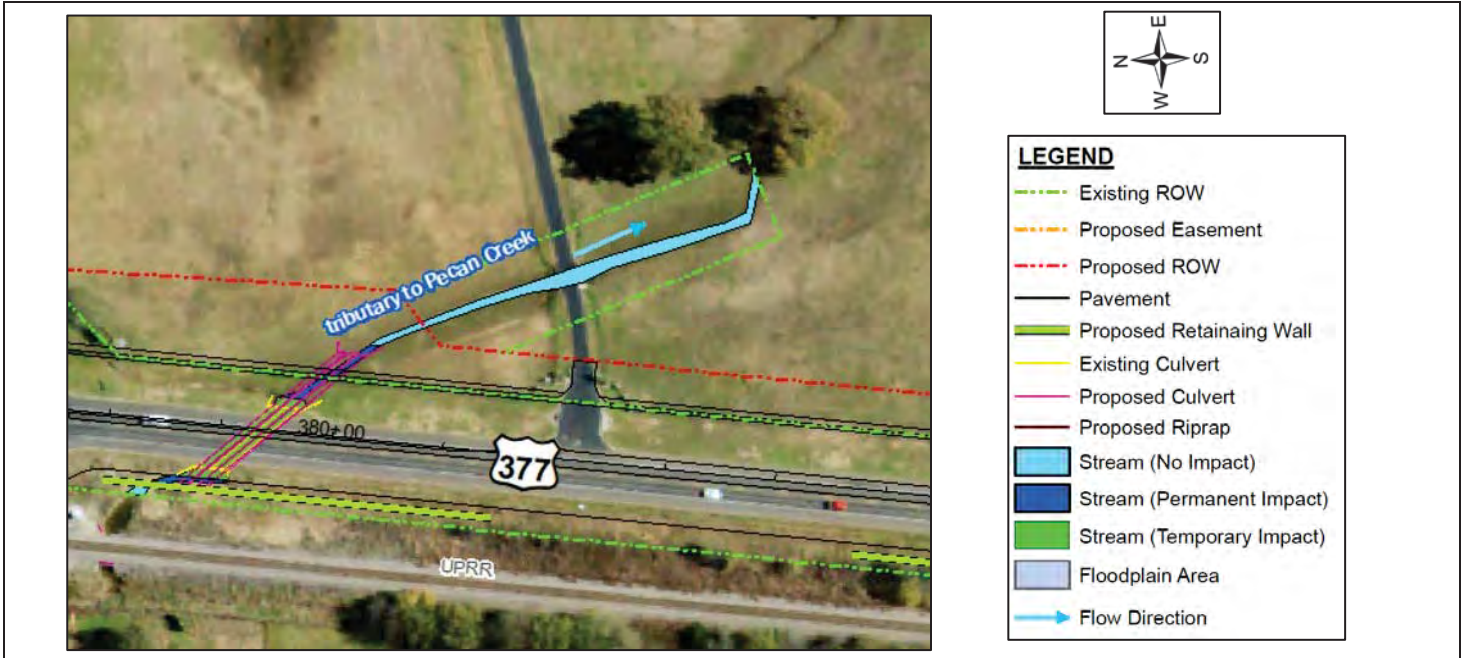 tributary to Pecan Creek
380+00
377
UPRR
N
E
S
W
LEGEND
Existing ROW
Proposed Easement
Proposed ROW
Pavement
Proposed Retainaing Wall
Existing Culvert
Proposed Culvert
Proposed Riprap
Stream (No Impact)
Stream (Permanent Impact)
Stream (Temporary Impact)
Floodplain Area
Flow Direction